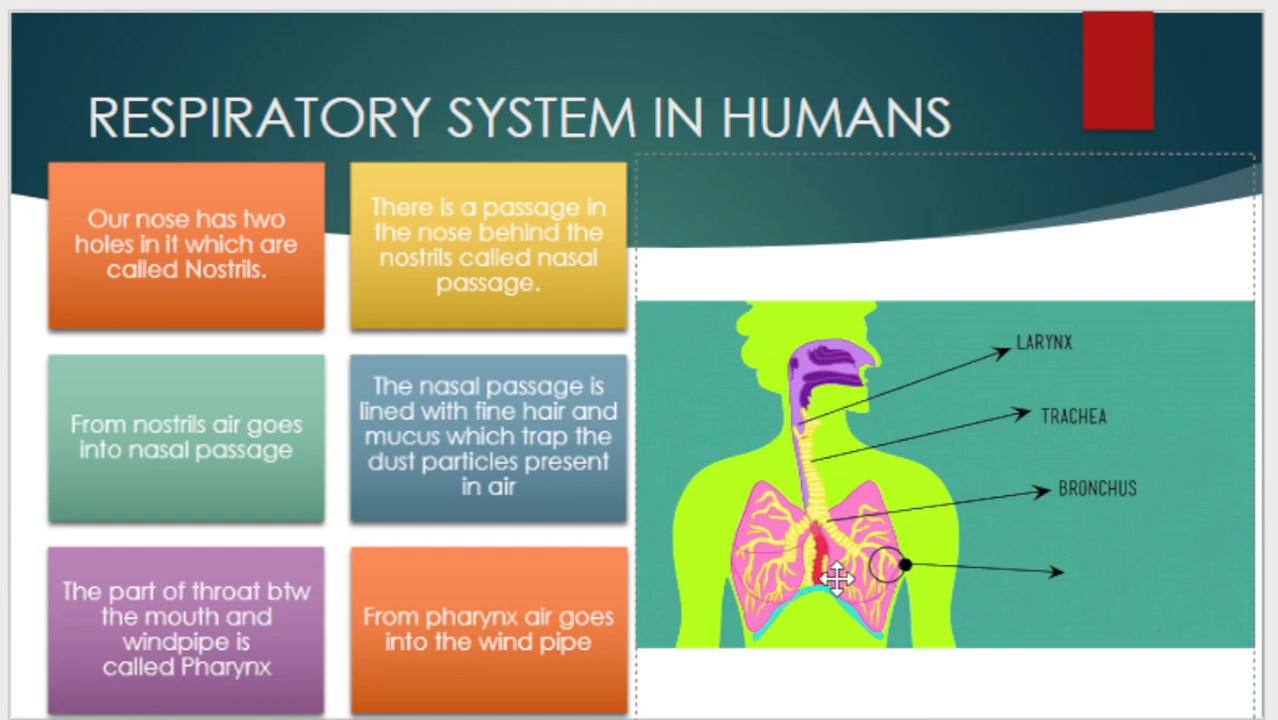 RESPIRATORY SYSTEM IN HUMANS
Our nose has two
holes in it which are
called Nostrils.
There is a passage in
the nose behind the
nostrils called nasal
passage.
From nostrils air goes
into nasal passage
The nasal passage is
lined with fine hair and
mucus which trap the
dust particles present
in air
The part of throat btw
the mouth and
windpipe is
called Pharynx
From pharynx air goes
into the wind pipe
LARYNX
TRACHEA
BRONCHUS